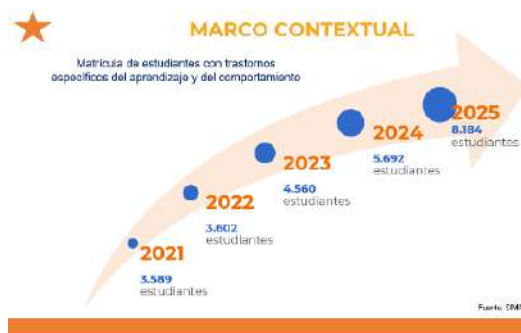 MARCO CONTEXTUAL
Matrícula de estudiantes con trastornos
específicos del aprendizaje y del comportamiento
2021
3.589
estudiantes
2022
3.602
estudiantes
2023
4.560
estudiantes
2024
5.692
estudiantes
2025
8.184
estudiantes
Fuente: